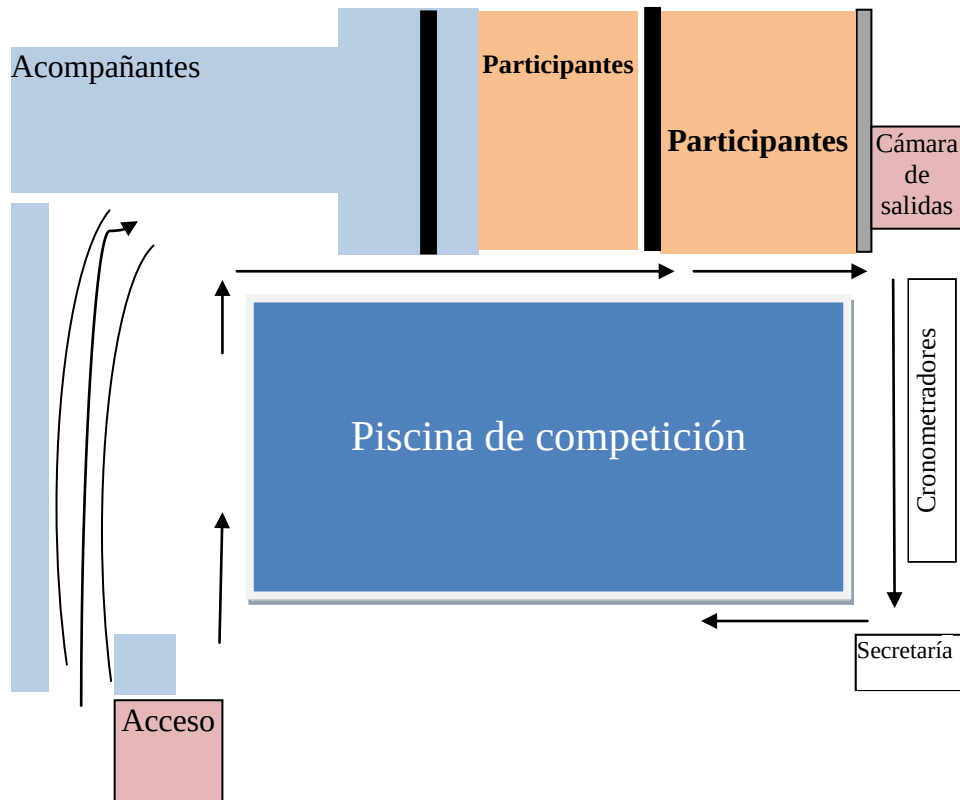 Acompañantes
Participantes
Participantes
Cámara
de
salidas
Piscina de competición
Cronometradores
Secretaría
Acceso